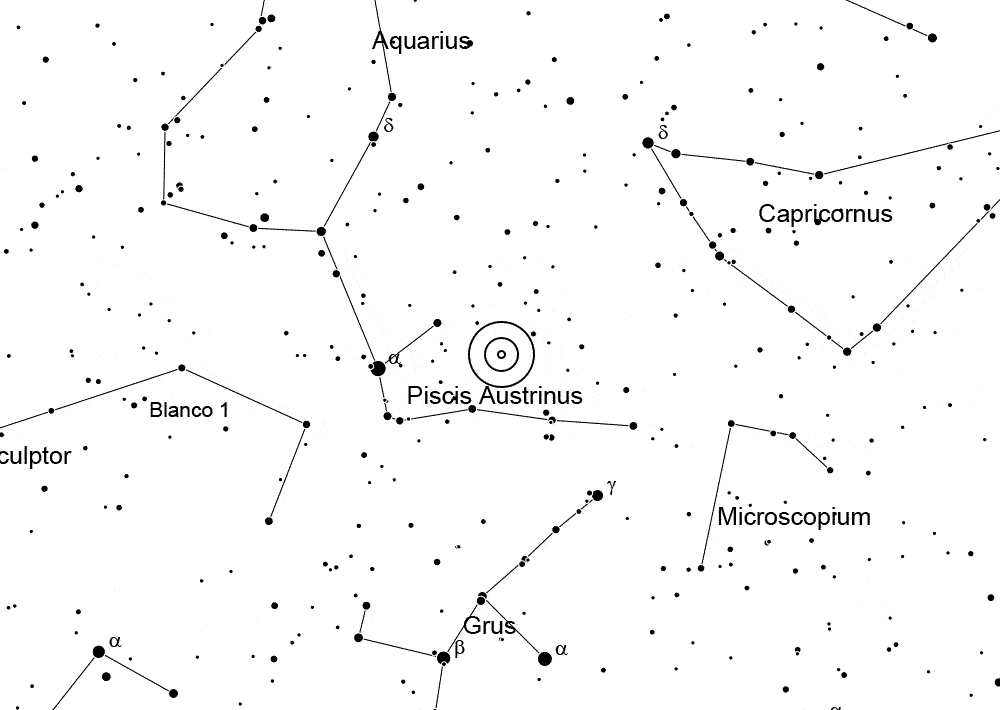 Aquarius
δ
δ
Capricornus
α
Piscis Austrinus
Blanco 1
culptor
γ
Microscopium
Grus
α
β
α
α